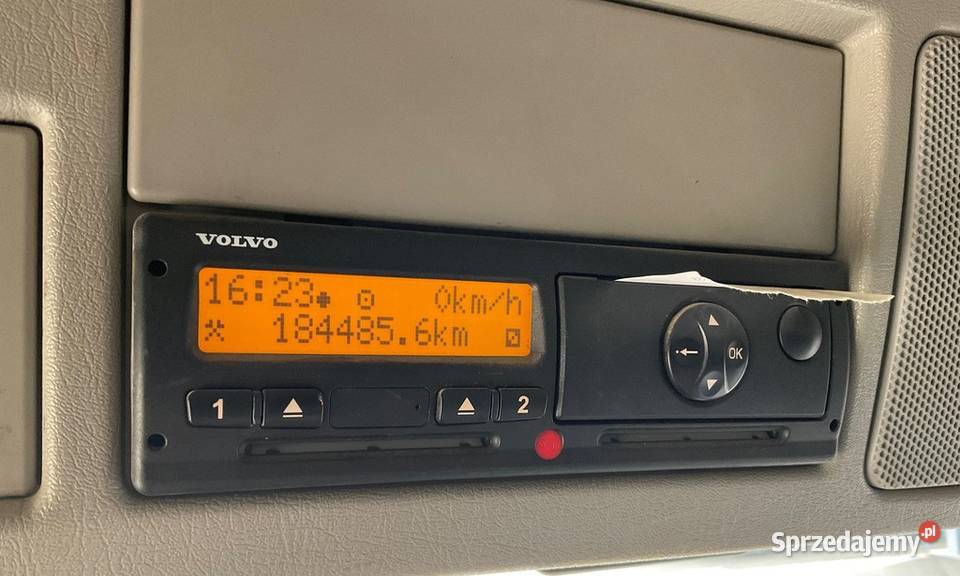 VOLVO
16:23 0km/h
184485.6km
1 2
OK
Sprzedajemy.pl